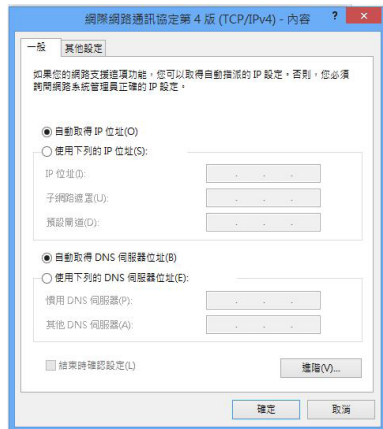 網際網路通訊協定第 4 版 (TCP/IPv4) - 內容
?
×
一般
其他設定
如果您的網路支援這項功能，您可以取得自動指派的 IP 設定。否則，您必須
詢問網路系統管理員正確的 IP 設定。
自動取得 IP 位址(O)
使用下列的 IP 位址(S):
IP 位址(I):
子網路遮罩(U):
預設閘道(D):
自動取得 DNS 伺服器位址(B)
使用下列的 DNS 伺服器位址(E):
慣用 DNS 伺服器(P):
其他 DNS 伺服器(A):
結束時確認設定(L)
進階(V)...
確定
取消